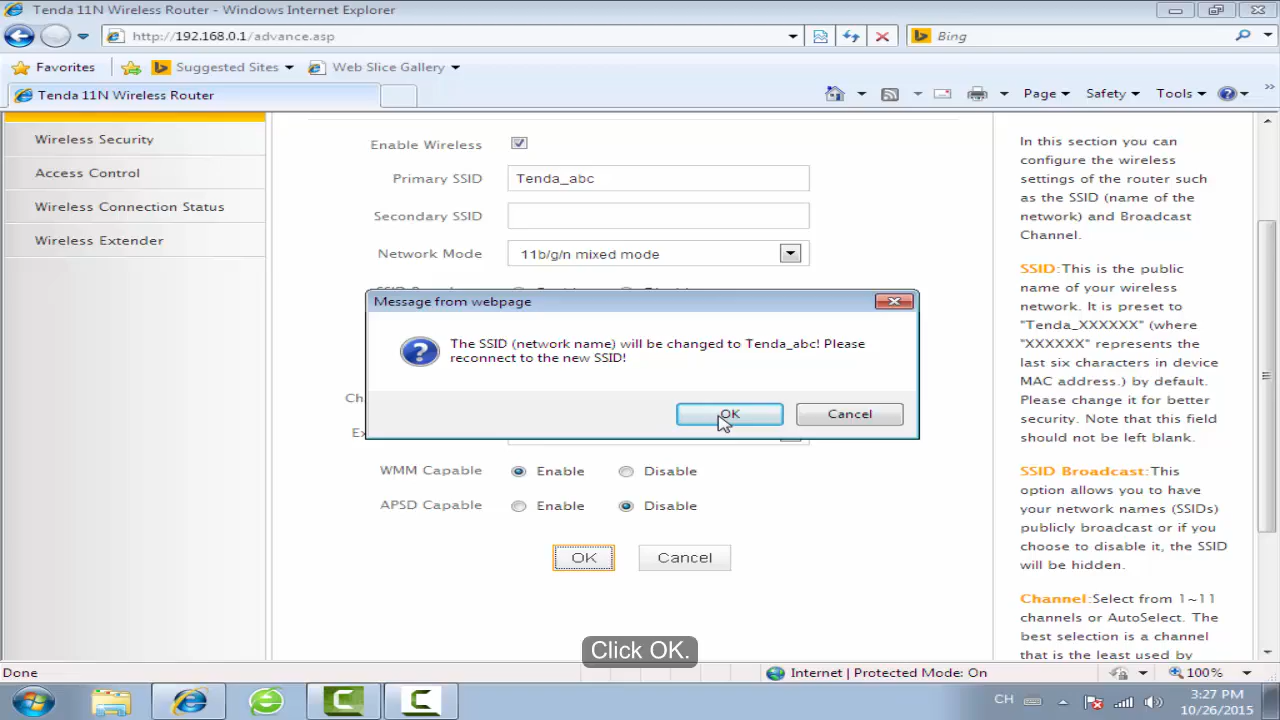 Tenda 11N Wireless Router - Windows Internet Explorer
http://192.168.0.1/advance.asp
Bing
Favorites
Suggested Sites
Web Slice Gallery
Tenda 11N Wireless Router
Page
Safety
Tools
Wireless Security
Access Control
Wireless Connection Status
Wireless Extender
Enable Wireless
Primary SSID
Tenda_abc
Secondary SSID
Network Mode
11b/g/n mixed mode
Message from webpage
The SSID (network name) will be changed to Tenda_abc! Please
reconnect to the new SSID!
OK
Cancel
WMM Capable
Enable
Disable
APSD Capable
Enable
Disable
OK
Cancel
In this section you can
configure the wireless
settings of the router such
as the SSID (name of the
network) and Broadcast
Channel.
SSID:This is the public
name of your wireless
network. It is preset to
"Tenda_XXXXXX" (where
"XXXXXX" represents the
last six characters in device
MAC address.) by default.
Please change it for better
security. Note that this field
should not be left blank.
SSID Broadcast:This
option allows you to have
your network names (SSIDs)
publicly broadcast or if you
choose to disable it, the SSID
will be hidden.
Channel:Select from 1~11
channels or AutoSelect. The
best selection is a channel
that is the least used by
Click OK.
Done
Internet | Protected Mode: On
100%
CH
3:27 PM
10/26/2015